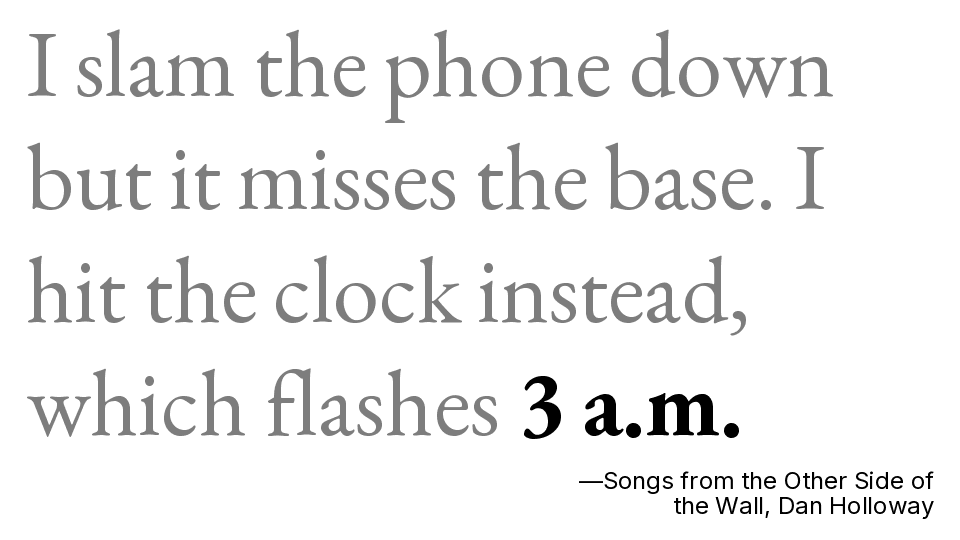 I slam the phone down
but it misses the base. I
hit the clock instead,
which flashes 3 a.m.
—Songs from the Other Side of
the Wall, Dan Holloway